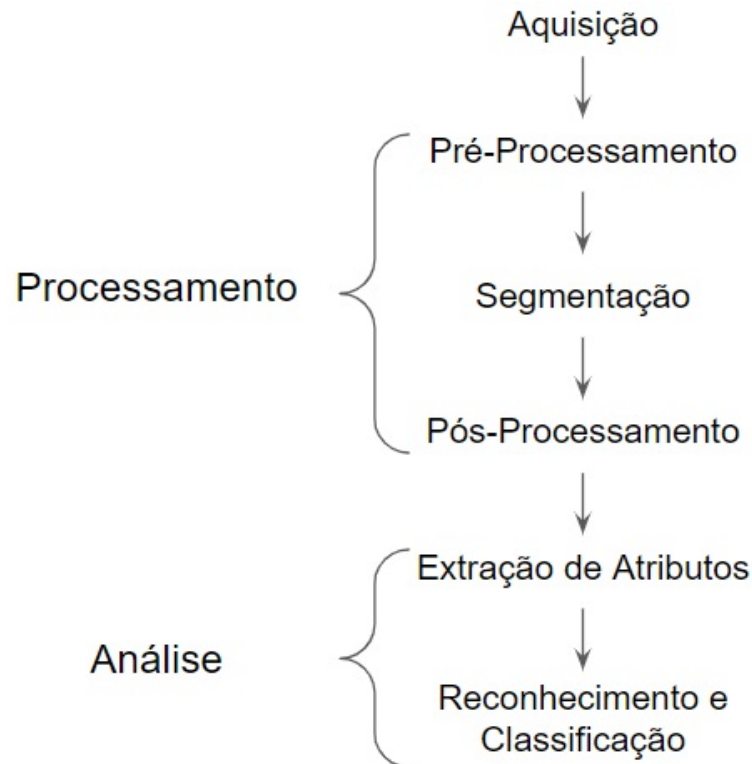 Aquisição
Pré-Processamento
Processamento
Segmentação
Pós-Processamento
Extração de Atributos
Análise
Reconhecimento e
Classificação